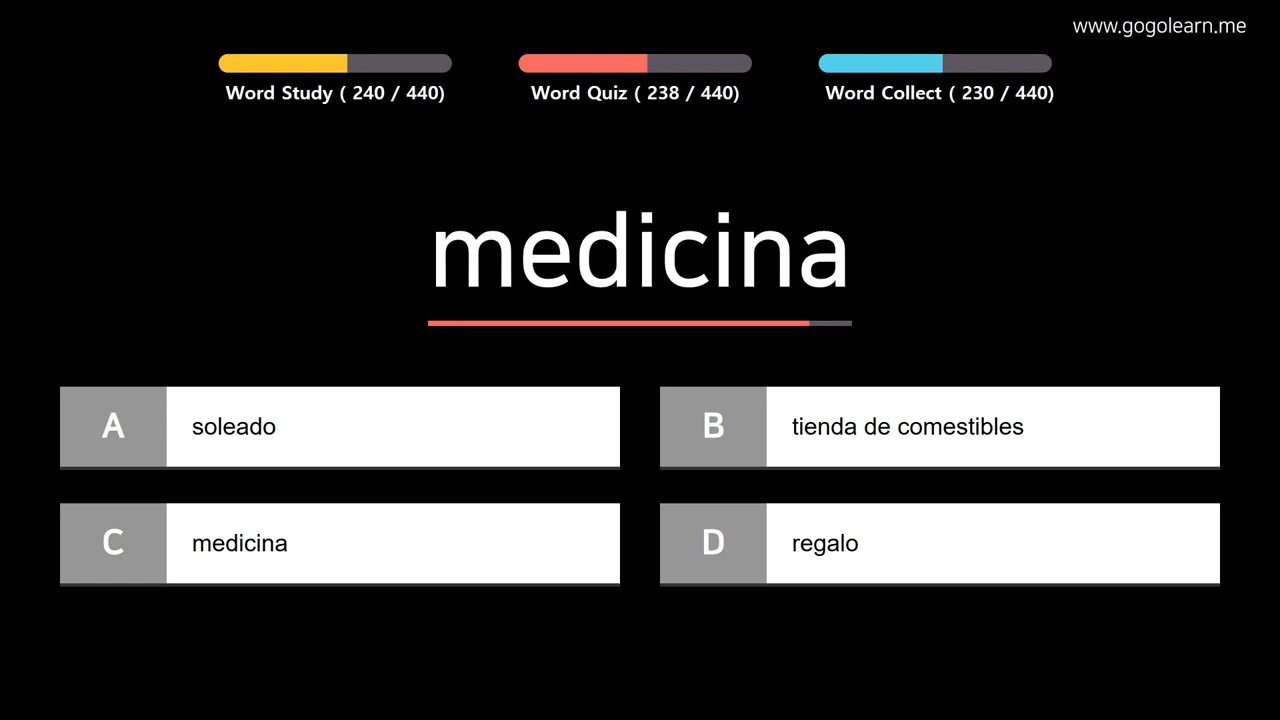 www.gogolearn.me
Word Study ( 240 / 440)
Word Quiz ( 238 / 440)
Word Collect ( 230 / 440)
medicina
A soleado
B tienda de comestibles
C medicina
D regalo